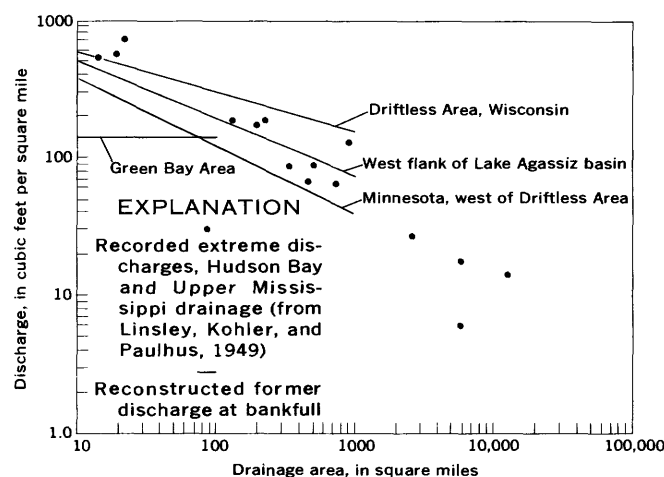 1000
100
10
1.0
Discharge, in cubic feet per square mile
Driftless Area, Wisconsin
West flank of Lake Agassiz basin
Minnesota, west of Driftless Area
Green Bay Area
EXPLANATION
Recorded extreme dis-
charges, Hudson Bay
and Upper Missis-
sippi drainage (from
Linsley, Kohler, and
Paulhus, 1949)
Reconstructed former
discharge at bankfull
10
100
1000
10,000
100,000
Drainage area, in square miles